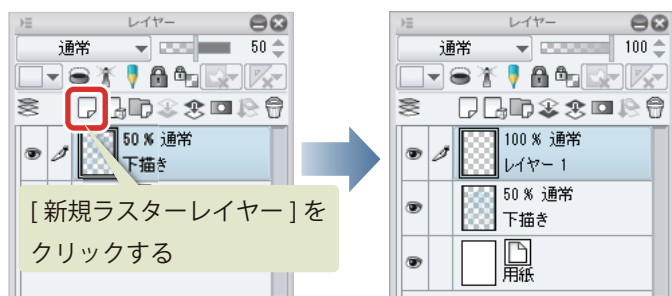 レイヤー
通常
50
50 % 通常
下描き
[ 新規ラスターレイヤー ] を
クリックする
レイヤー
通常
100
100 % 通常
レイヤー 1
50 % 通常
下描き
用紙